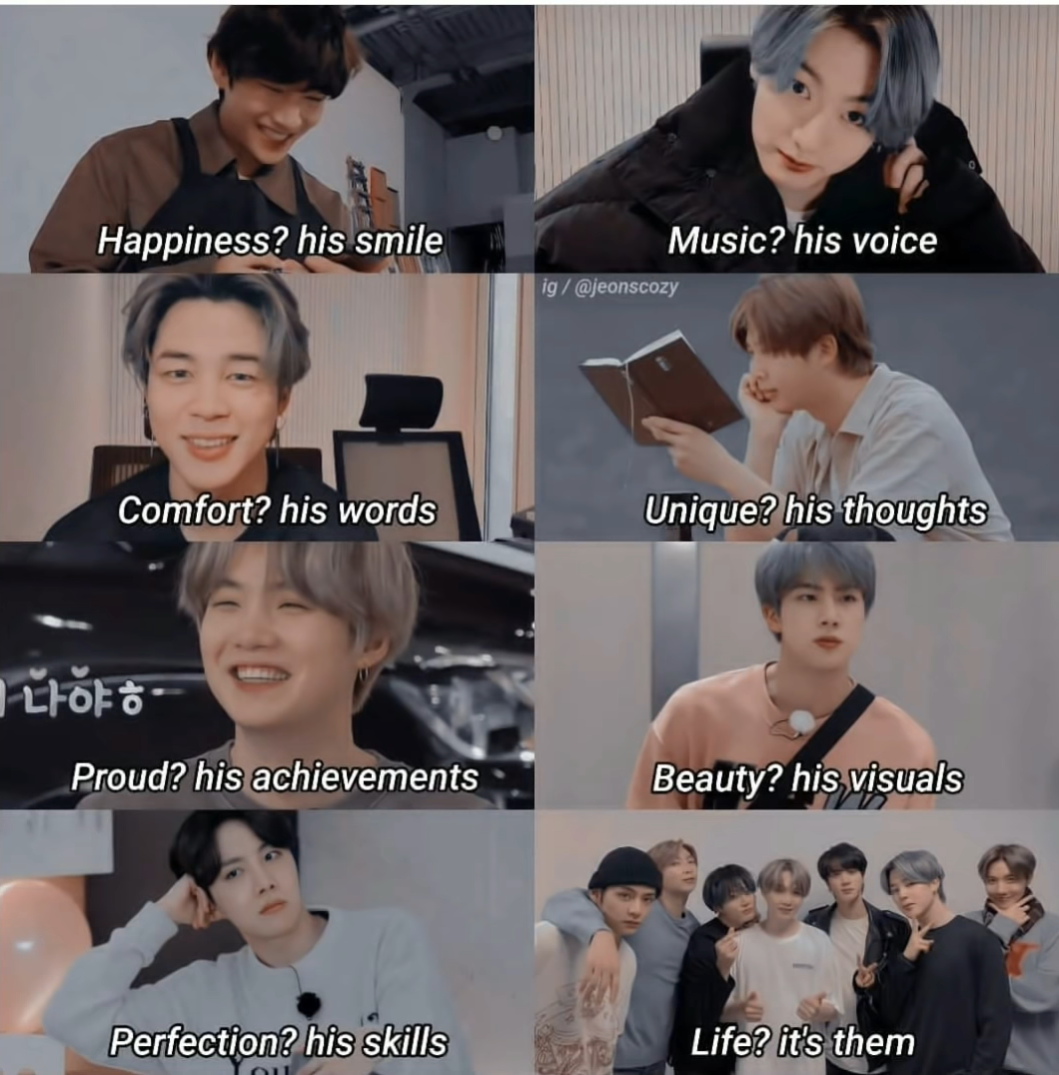 Happiness? his smile
Music? his voice
ig / @jeonscozy
Comfort? his words
Unique? his thoughts
나야ㅎ
Proud? his achievements
Beauty? his visuals
Perfection? his skills
You
Life? it's them